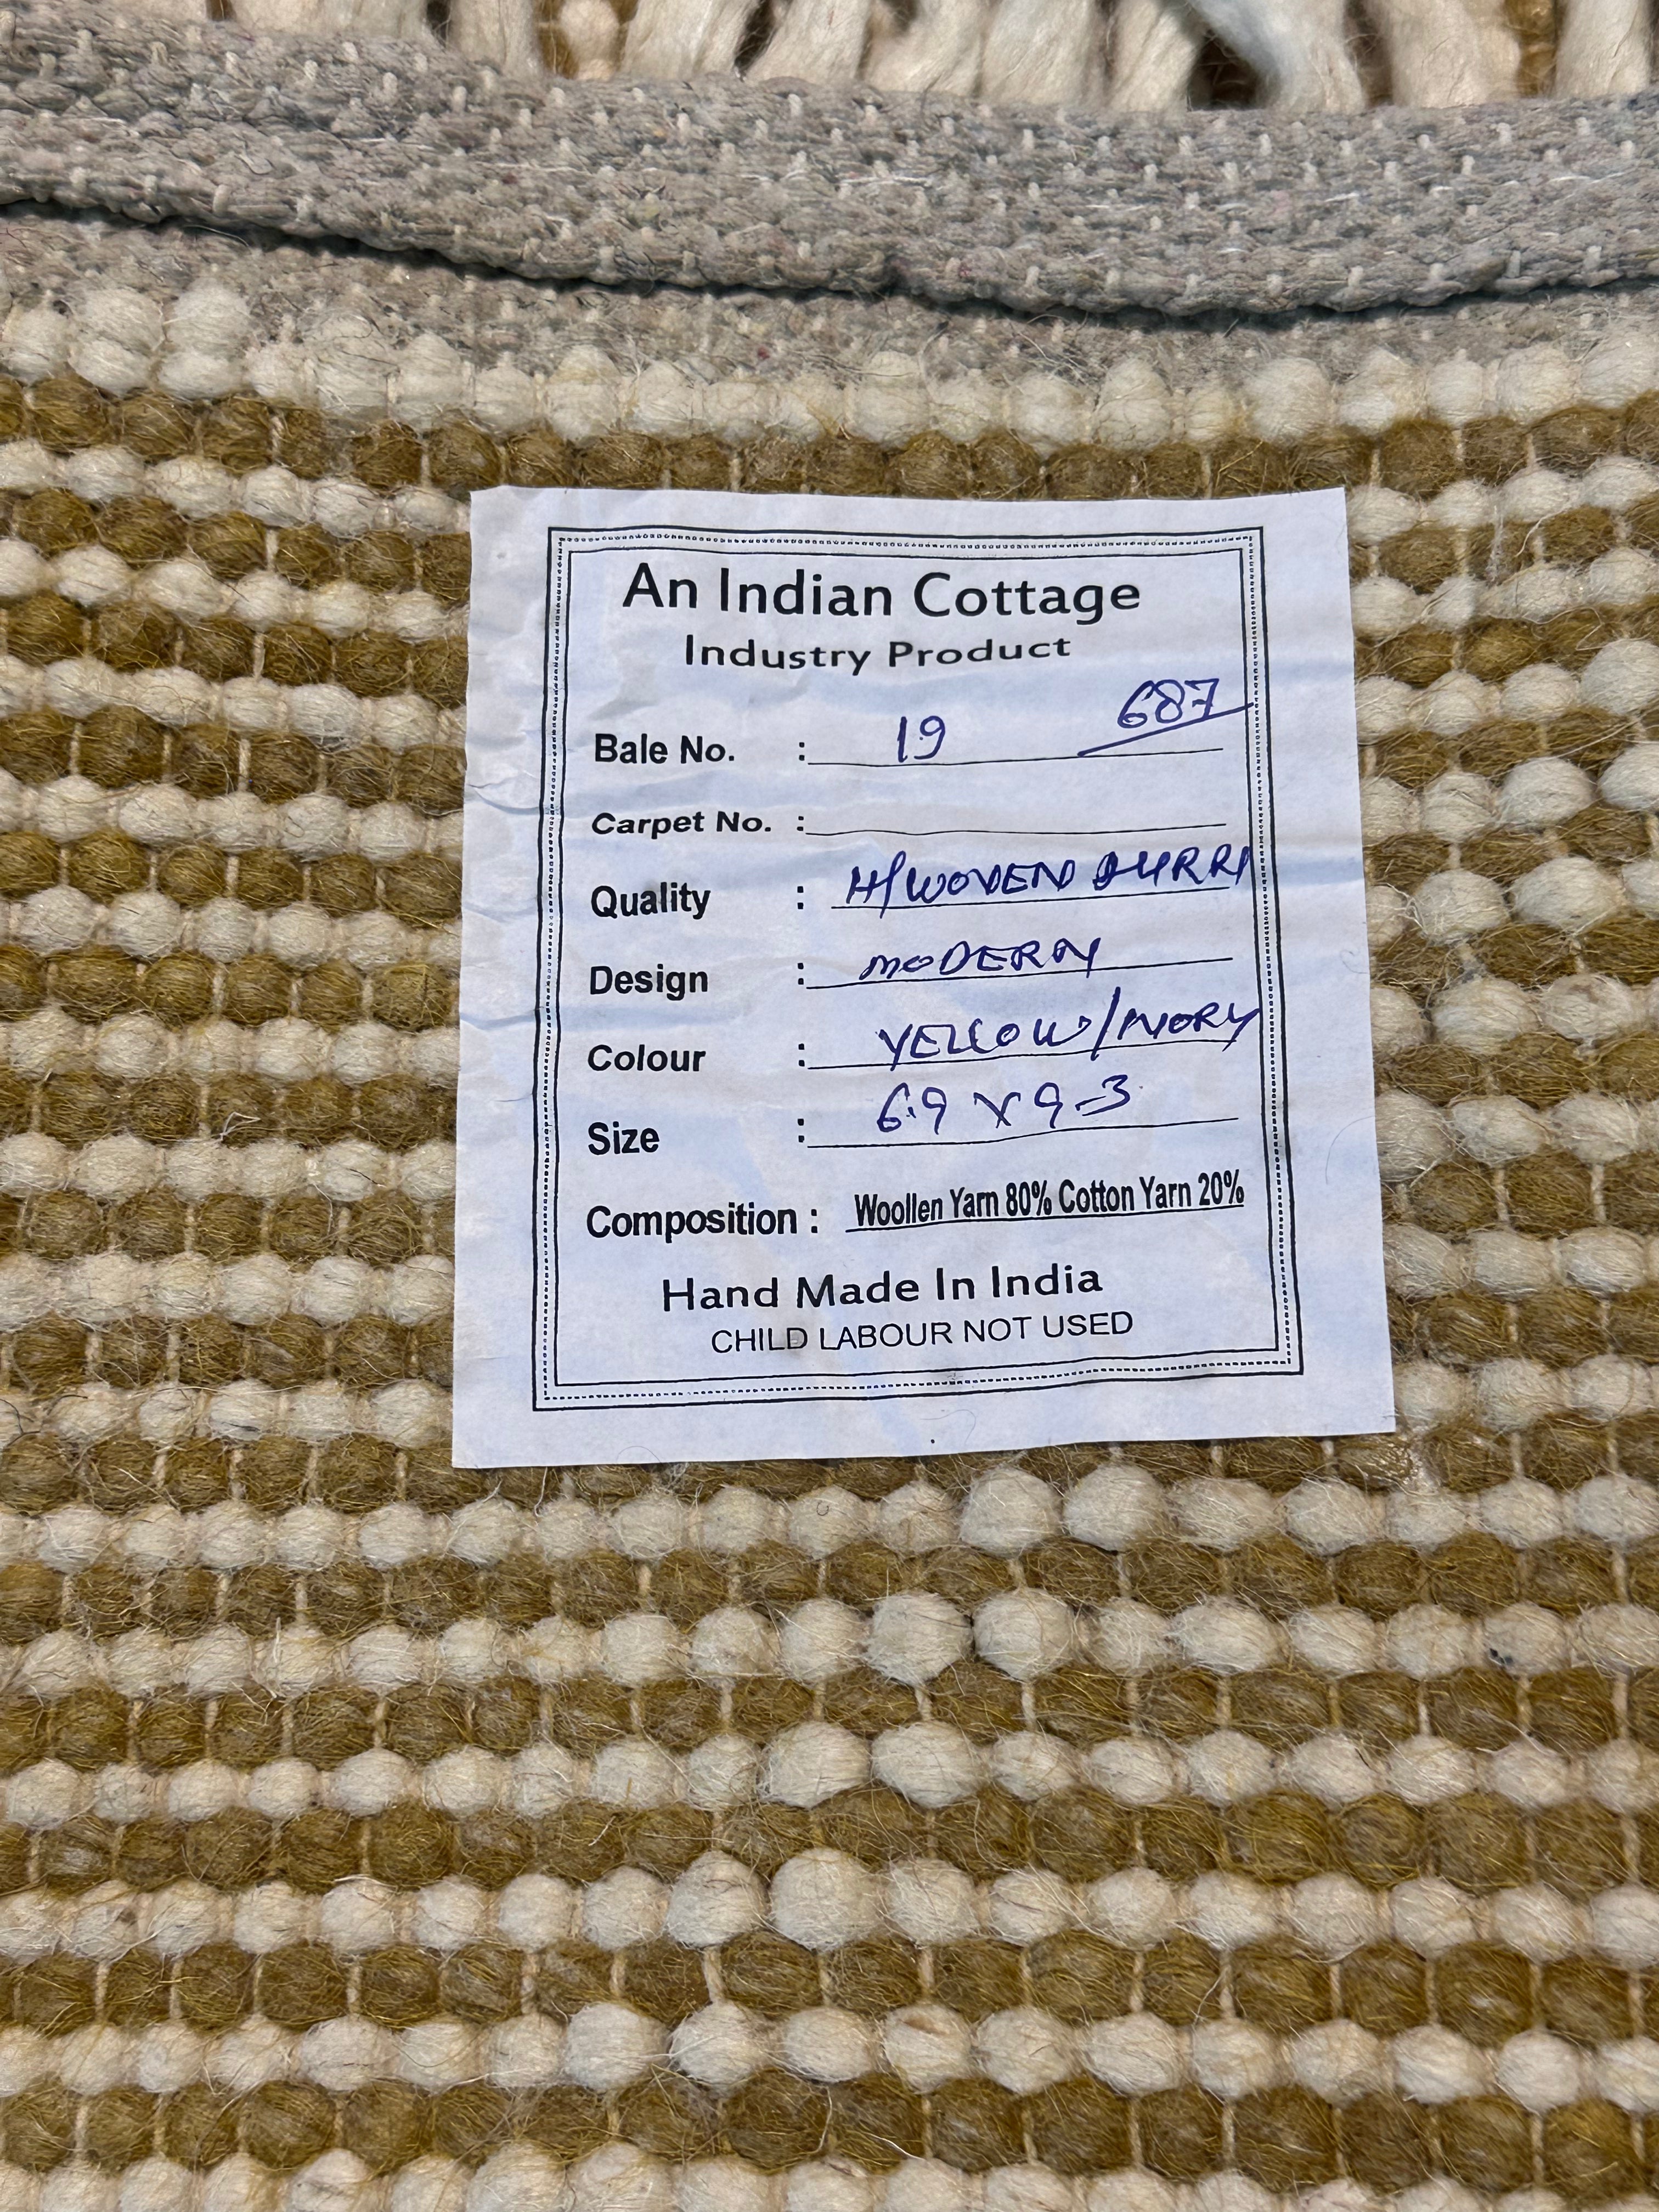 An Indian Cottage
Industry Product
Bale No. : 19 687
Carpet No. :
Quality : H/WOVEN DURRI
Design : MODERN
Colour : YELLOW/IVORY
Size : 6.9 X 9-3
Composition : Woollen Yarn 80% Cotton Yarn 20%
Hand Made In India
CHILD LABOUR NOT USED